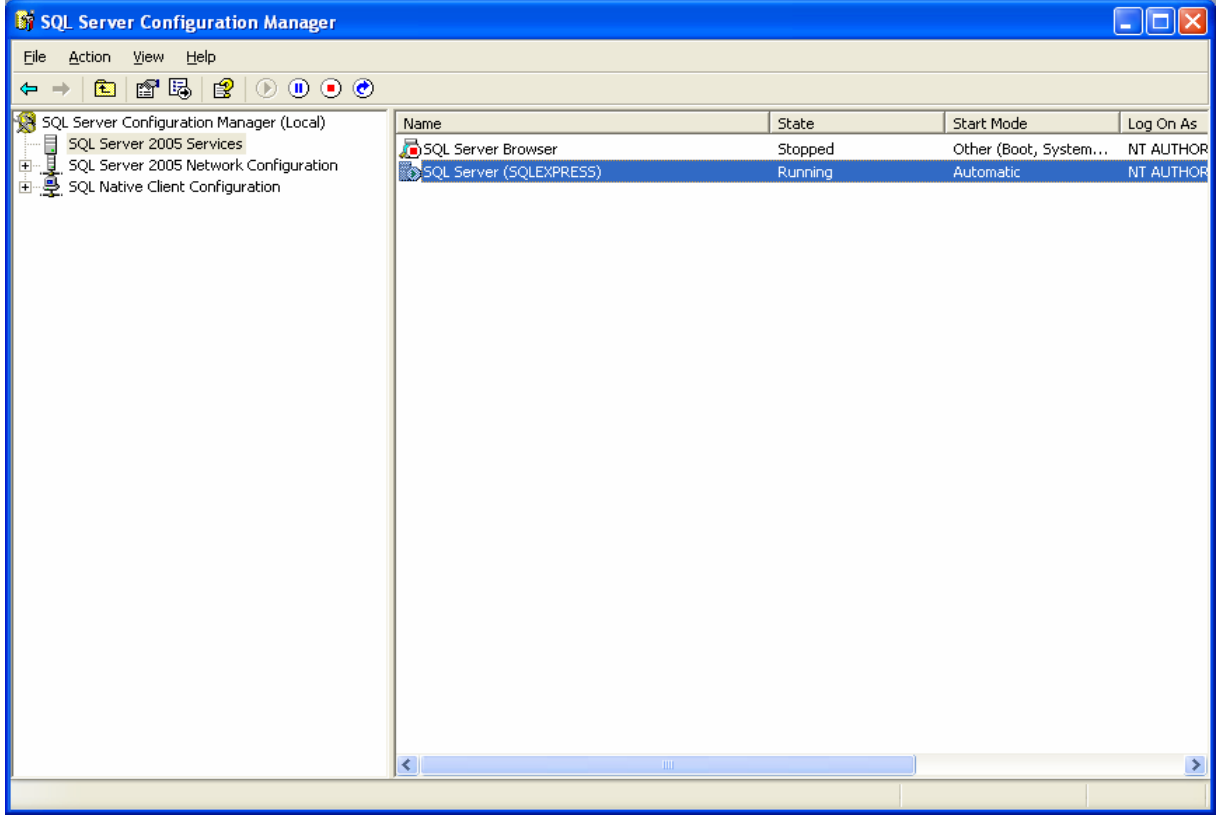 SQL Server Configuration Manager
File Action View Help
SQL Server Configuration Manager (Local)
SQL Server 2005 Services
SQL Server 2005 Network Configuration
SQL Native Client Configuration
Name State Start Mode Log On As
SQL Server Browser Stopped Other (Boot, System... NT AUTHOR
SQL Server (SQLEXPRESS) Running Automatic NT AUTHOR